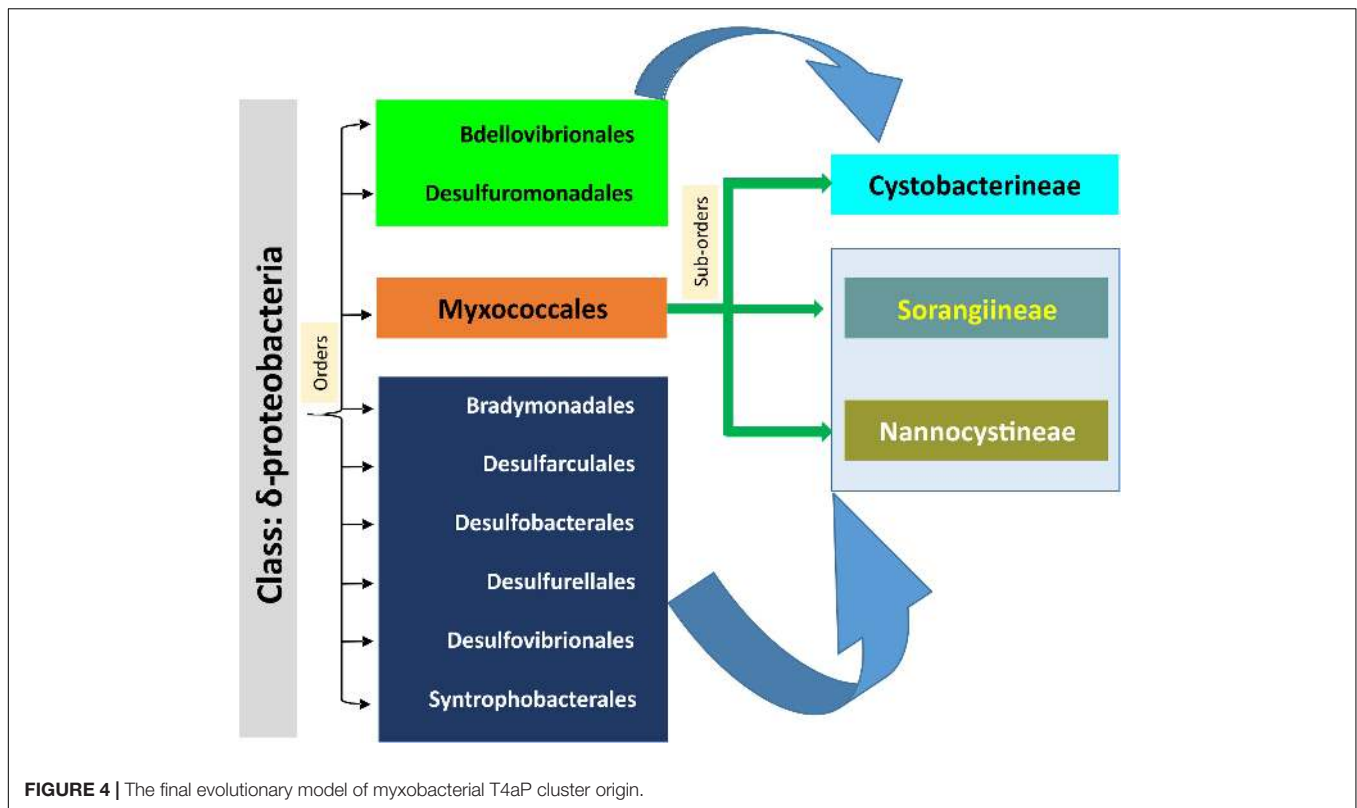 Class: δ-proteobacteria
Orders
Bdellovibrionales
Desulfuromonadales
Myxococcales
Bradymonadales
Desulfarculales
Desulfobacterales
Desulfurellales
Desulfovibrionales
Syntrophobacterales
Sub-orders
Cystobacterineae
Sorangiineae
Nannocystineae
FIGURE 4 | The final evolutionary model of myxobacterial T4aP cluster origin.